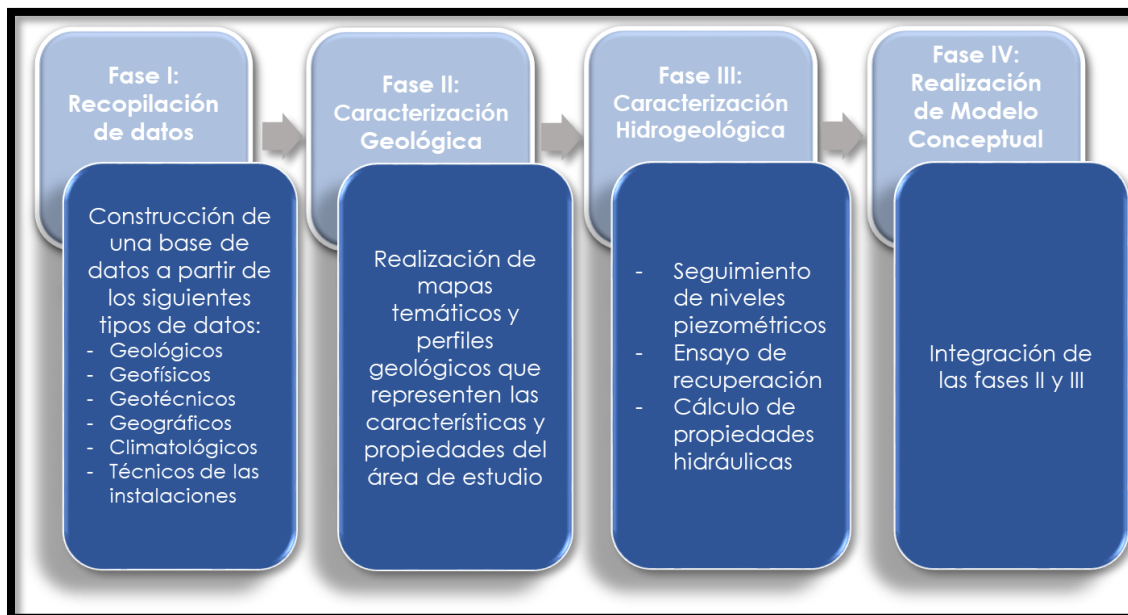 Fase I:
Recopilación
de datos
Construcción de
una base de
datos a partir de
los siguientes
tipos de datos:
- Geológicos
- Geofísicos
- Geotécnicos
- Geográficos
- Climatológicos
- Técnicos de las
instalaciones
Fase II:
Caracterización
Geológica
Realización de
mapas
temáticos y
perfiles
geológicos que
representen las
características y
propiedades del
área de estudio
Fase III:
Caracterización
Hidrogeológica
- Seguimiento
de niveles
piezométricos
- Ensayo de
recuperación
- Cálculo de
propiedades
hidráulicas
Fase IV:
Realización
de Modelo
Conceptual
Integración de
las fases II y III